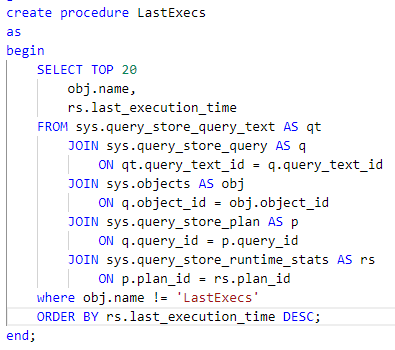 create procedure LastExecs
as
begin
    SELECT TOP 20
        obj.name,
        rs.last_execution_time
    FROM sys.query_store_query_text AS qt
        JOIN sys.query_store_query AS q
            ON qt.query_text_id = q.query_text_id
        JOIN sys.objects AS obj
            ON q.object_id = obj.object_id
        JOIN sys.query_store_plan AS p
            ON q.query_id = p.query_id
        JOIN sys.query_store_runtime_stats AS rs
            ON p.plan_id = rs.plan_id
    where obj.name != 'LastExecs'
    ORDER BY rs.last_execution_time DESC;
end;